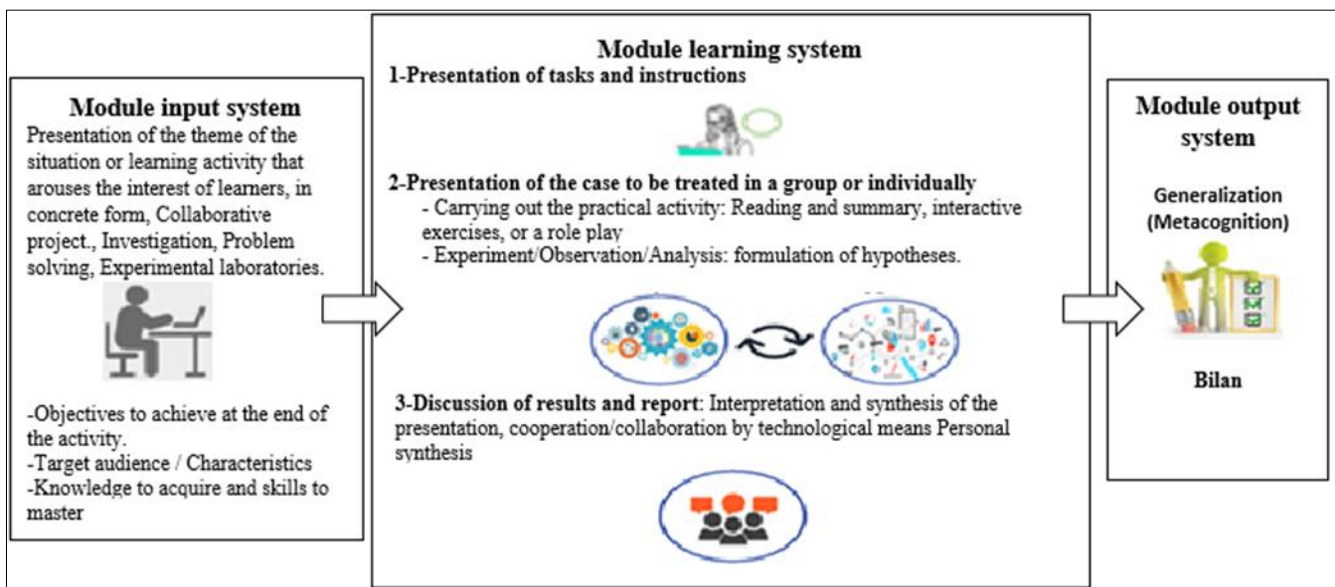 Module input system
Presentation of the theme of the
situation or learning activity that
arouses the interest of learners, in
concrete form, Collaborative
project., Investigation, Problem
solving, Experimental laboratories.
-Objectives to achieve at the end of
the activity.
-Target audience / Characteristics
-Knowledge to acquire and skills to
master
Module learning system
1-Presentation of tasks and instructions
2-Presentation of the case to be treated in a group or individually
- Carrying out the practical activity: Reading and summary, interactive
exercises, or a role play
- Experiment/Observation/Analysis: formulation of hypotheses.
3-Discussion of results and report: Interpretation and synthesis of the
presentation, cooperation/collaboration by technological means Personal
synthesis
Module output
system
Generalization
(Metacognition)
Bilan